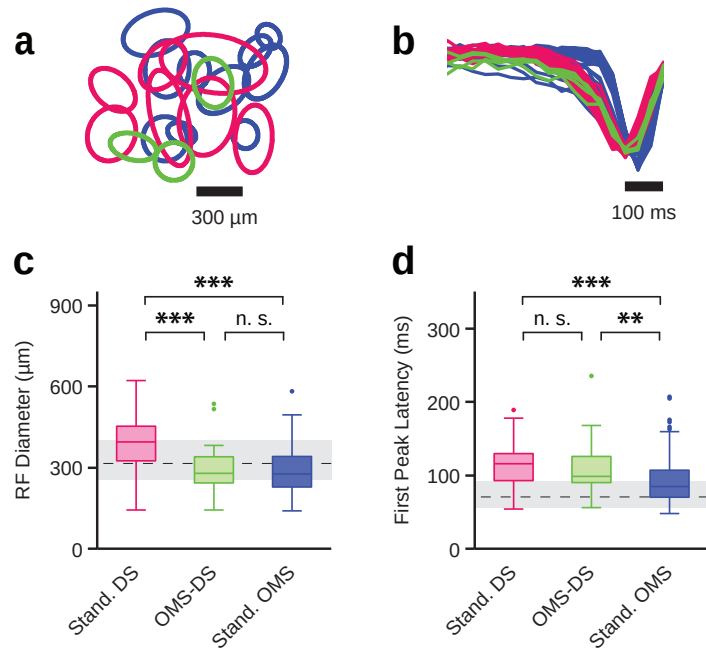 a
300 µm
b
100 ms
c
RF Diameter (µm)
900
600
300
0
***
***
n. s.
Stand. DS
OMS-DS
Stand. OMS
d
First Peak Latency (ms)
300
200
100
0
***
n. s.
**
Stand. DS
OMS-DS
Stand. OMS